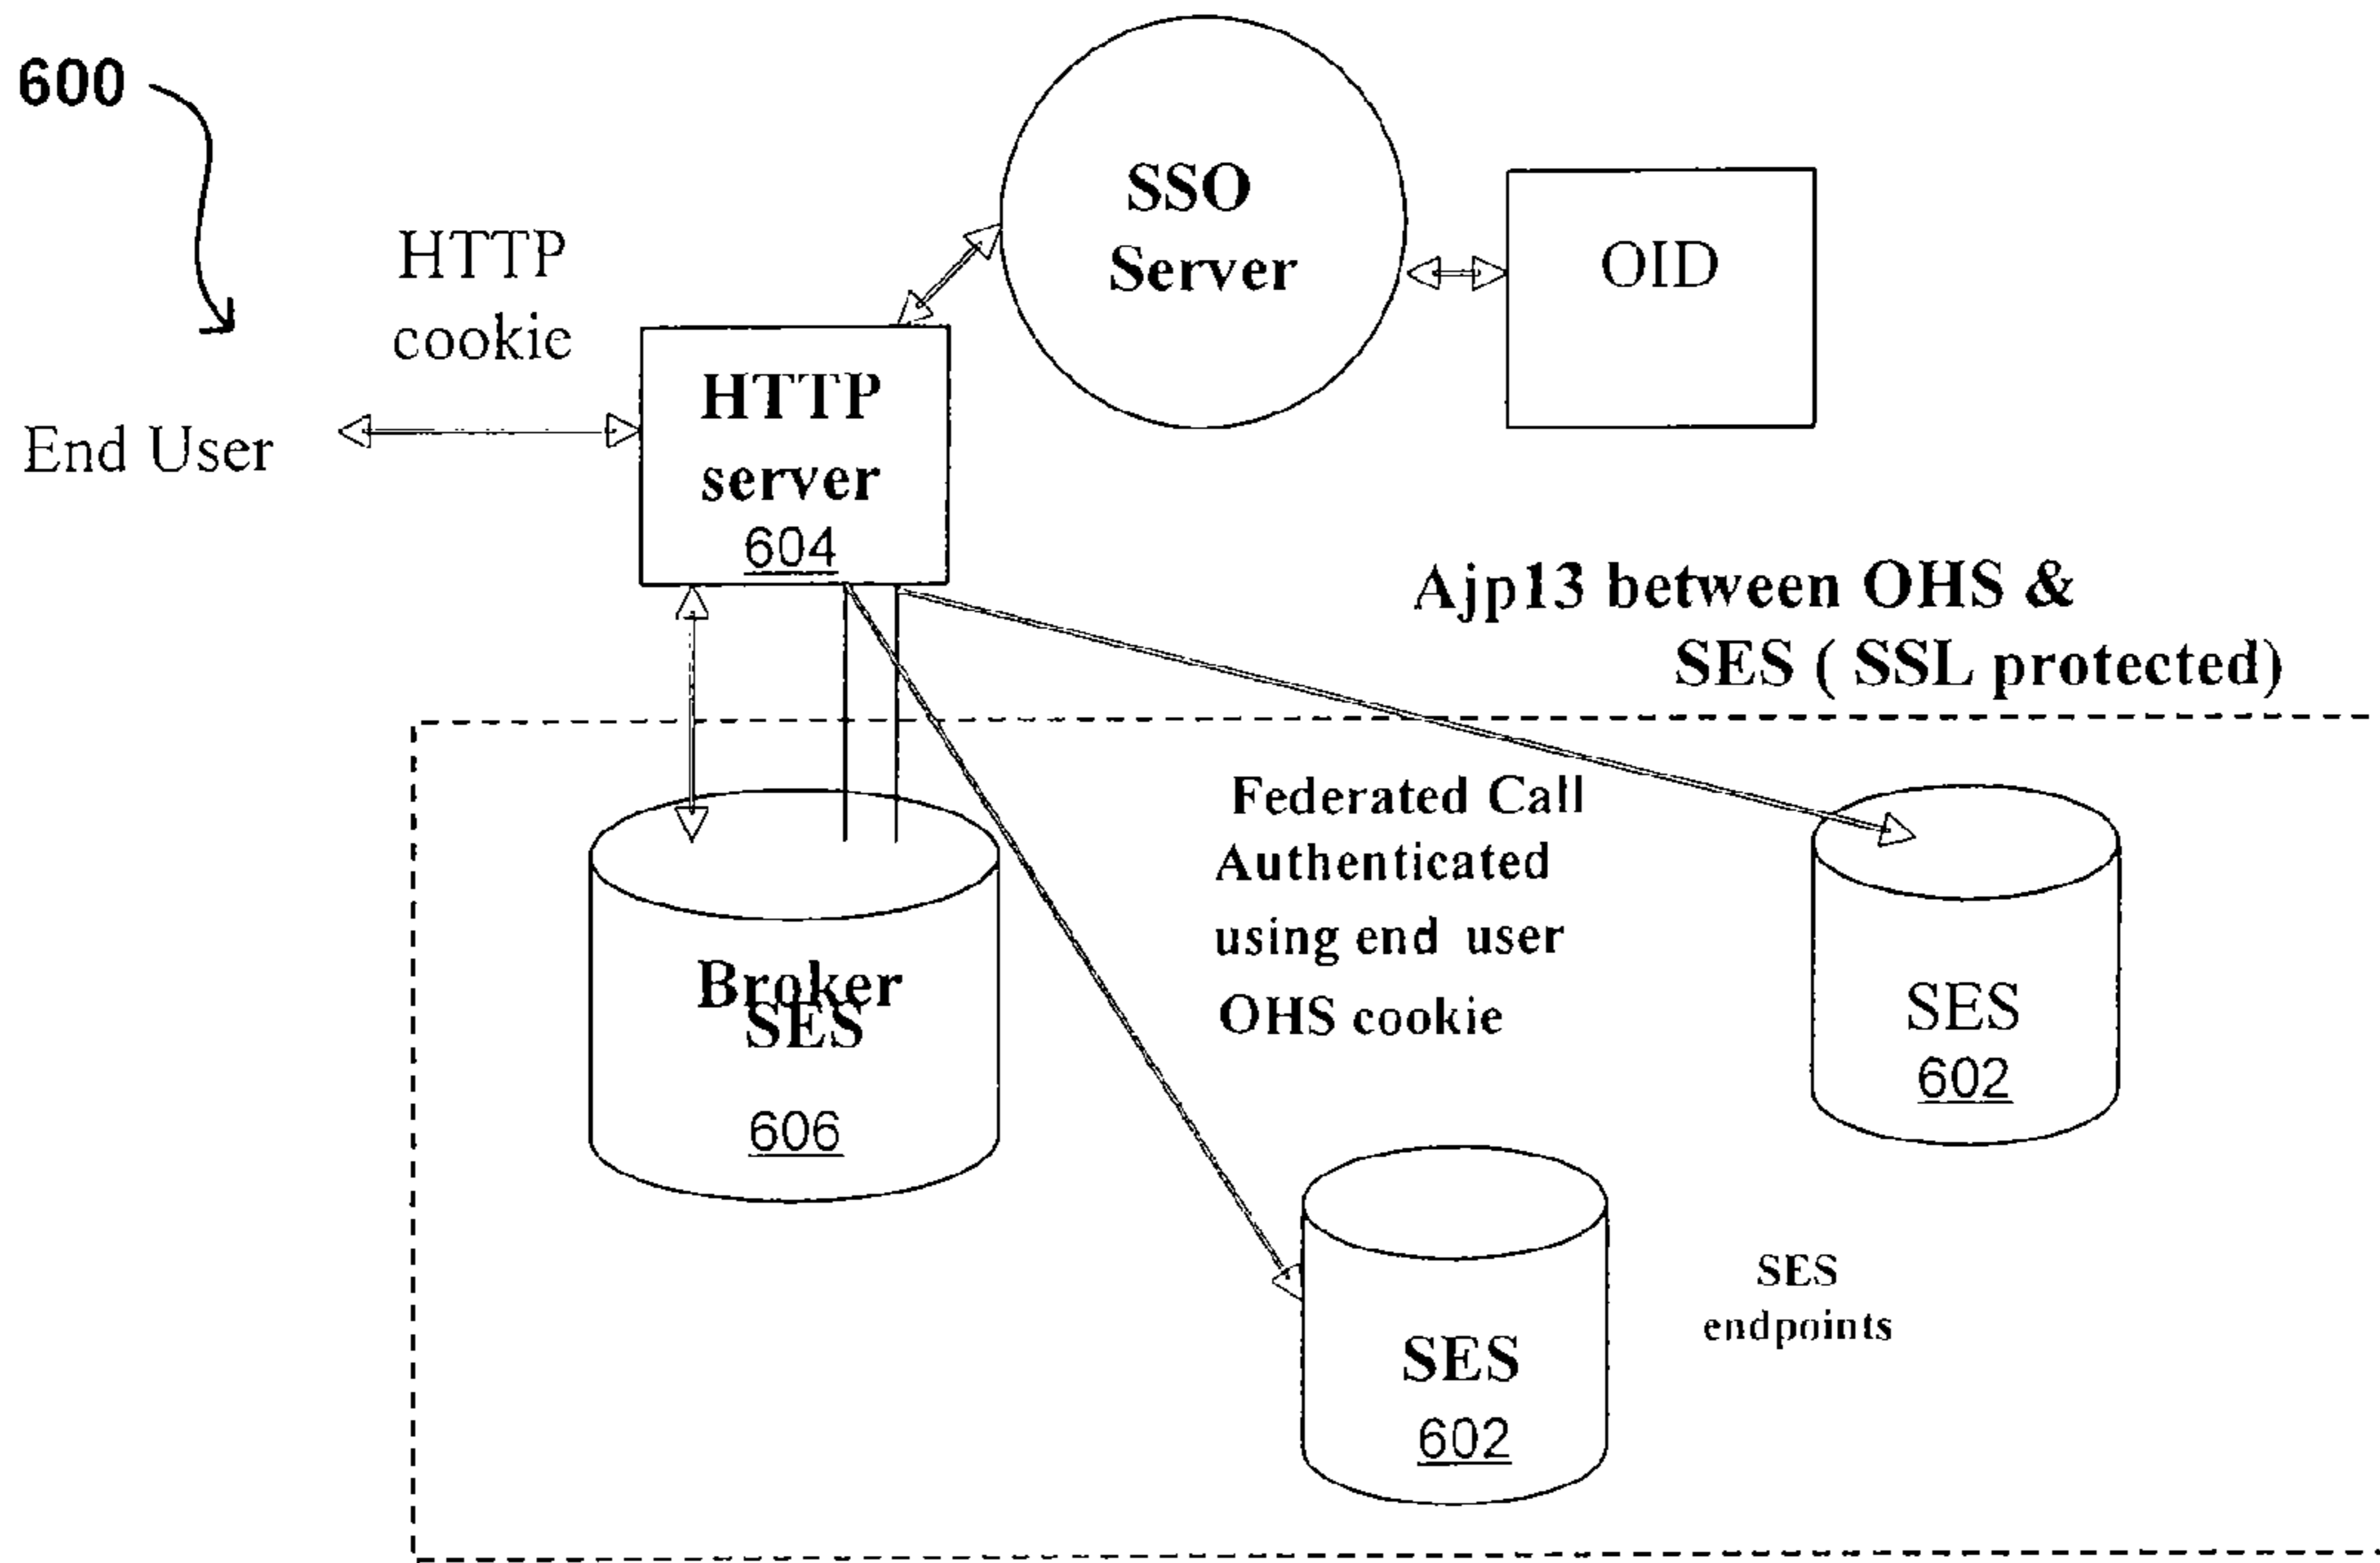 600
HTTP
cookie
End User
SSO
Server
OID
HTTP
server
604
Ajp13 between OHS &
SES ( SSL protected)
Federated Call
Authenticated
using end user
OHS cookie
Broker
SES
606
SES
602
SES
endpoints
SES
602